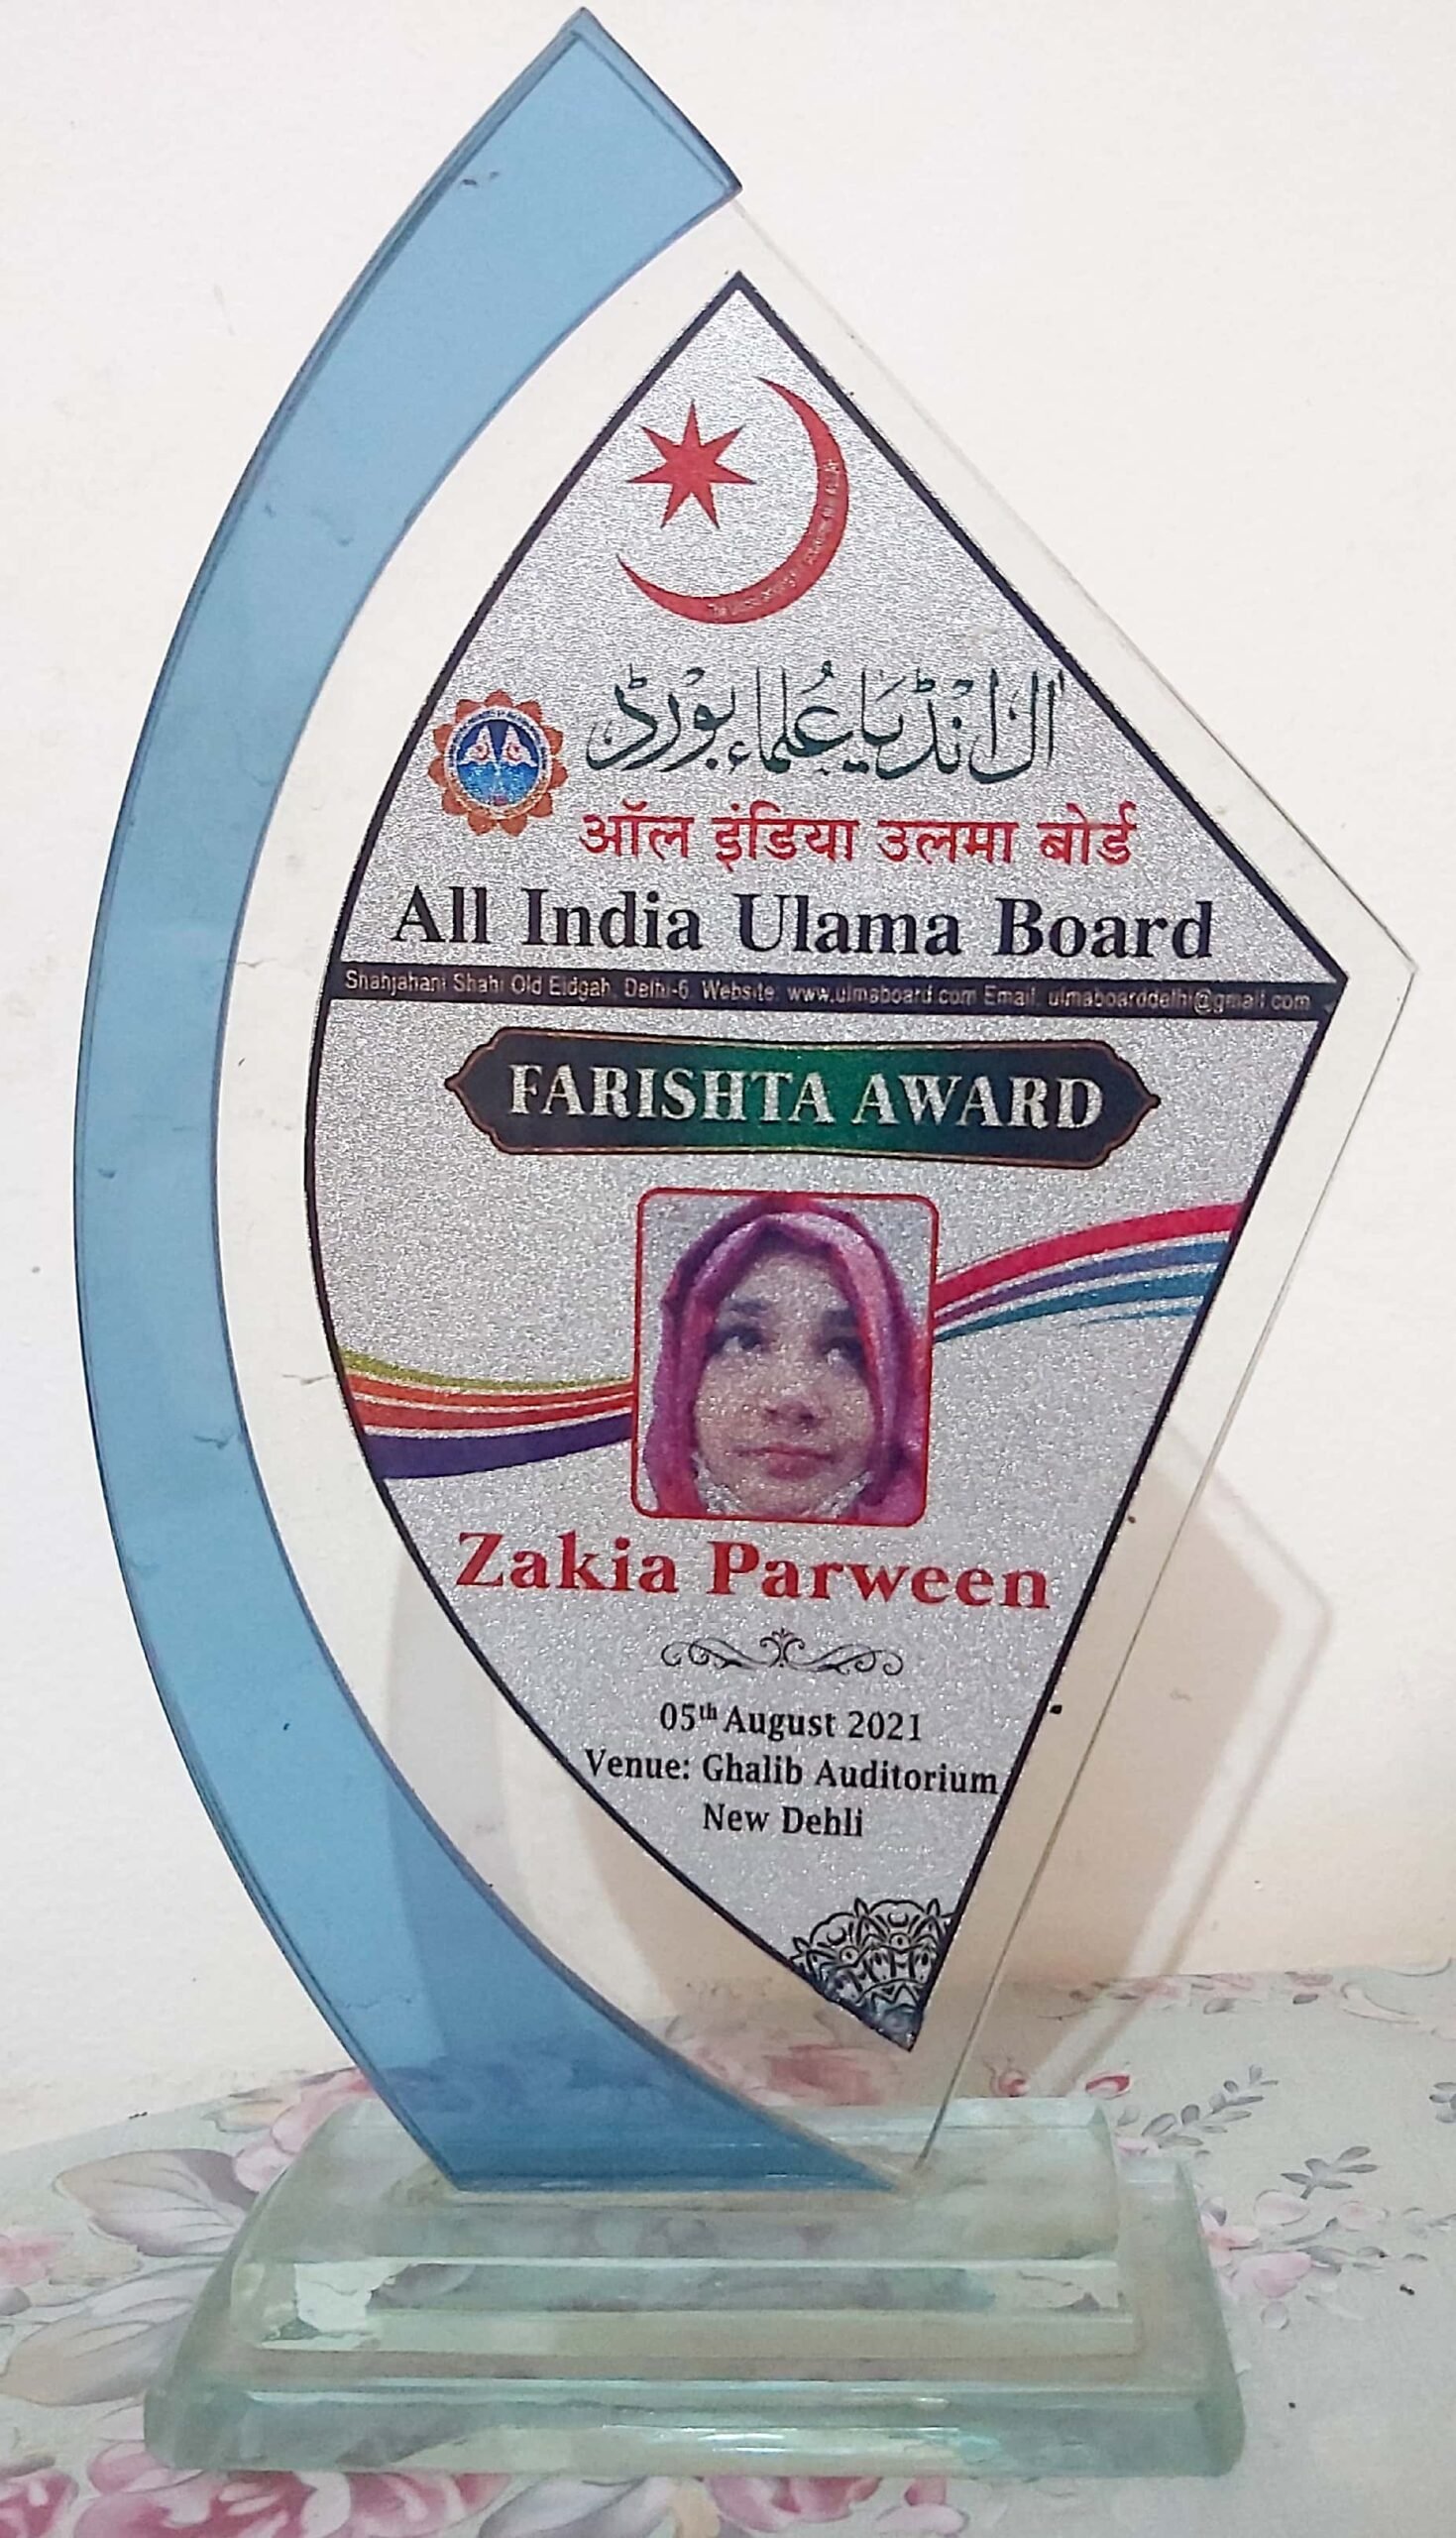 آل انڈیا علماء بورڈ
ऑल इंडिया उलमा बोर्ड
All India Ulama Board
Shahjahani Shahi Old Eidgah, Delhi-6. Website: www.ulmaboard.com Email. ulmaboarddelhi@gmail.com
FARISHTA AWARD
Zakia Parween
05th August 2021
Venue: Ghalib Auditorium
New Dehli